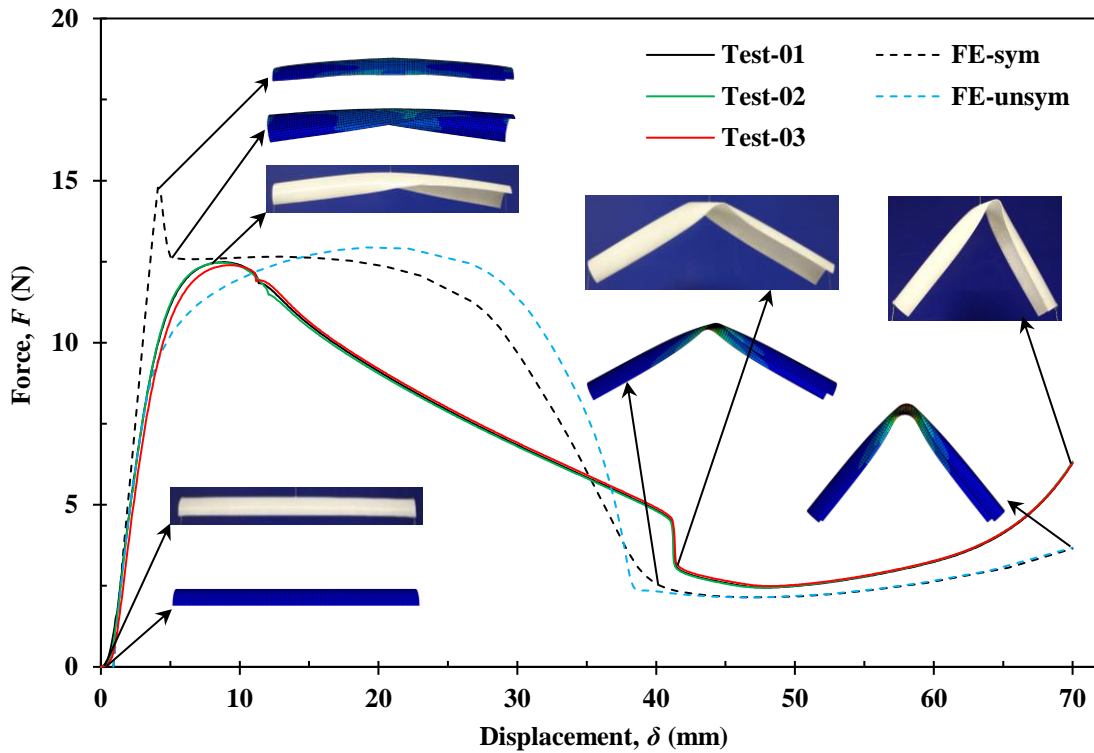 20
15
10
5
0
Force, F (N)
Test-01
FE-sym
Test-02
FE-unsym
Test-03
0 10 20 30 40 50 60 70
Displacement, δ (mm)